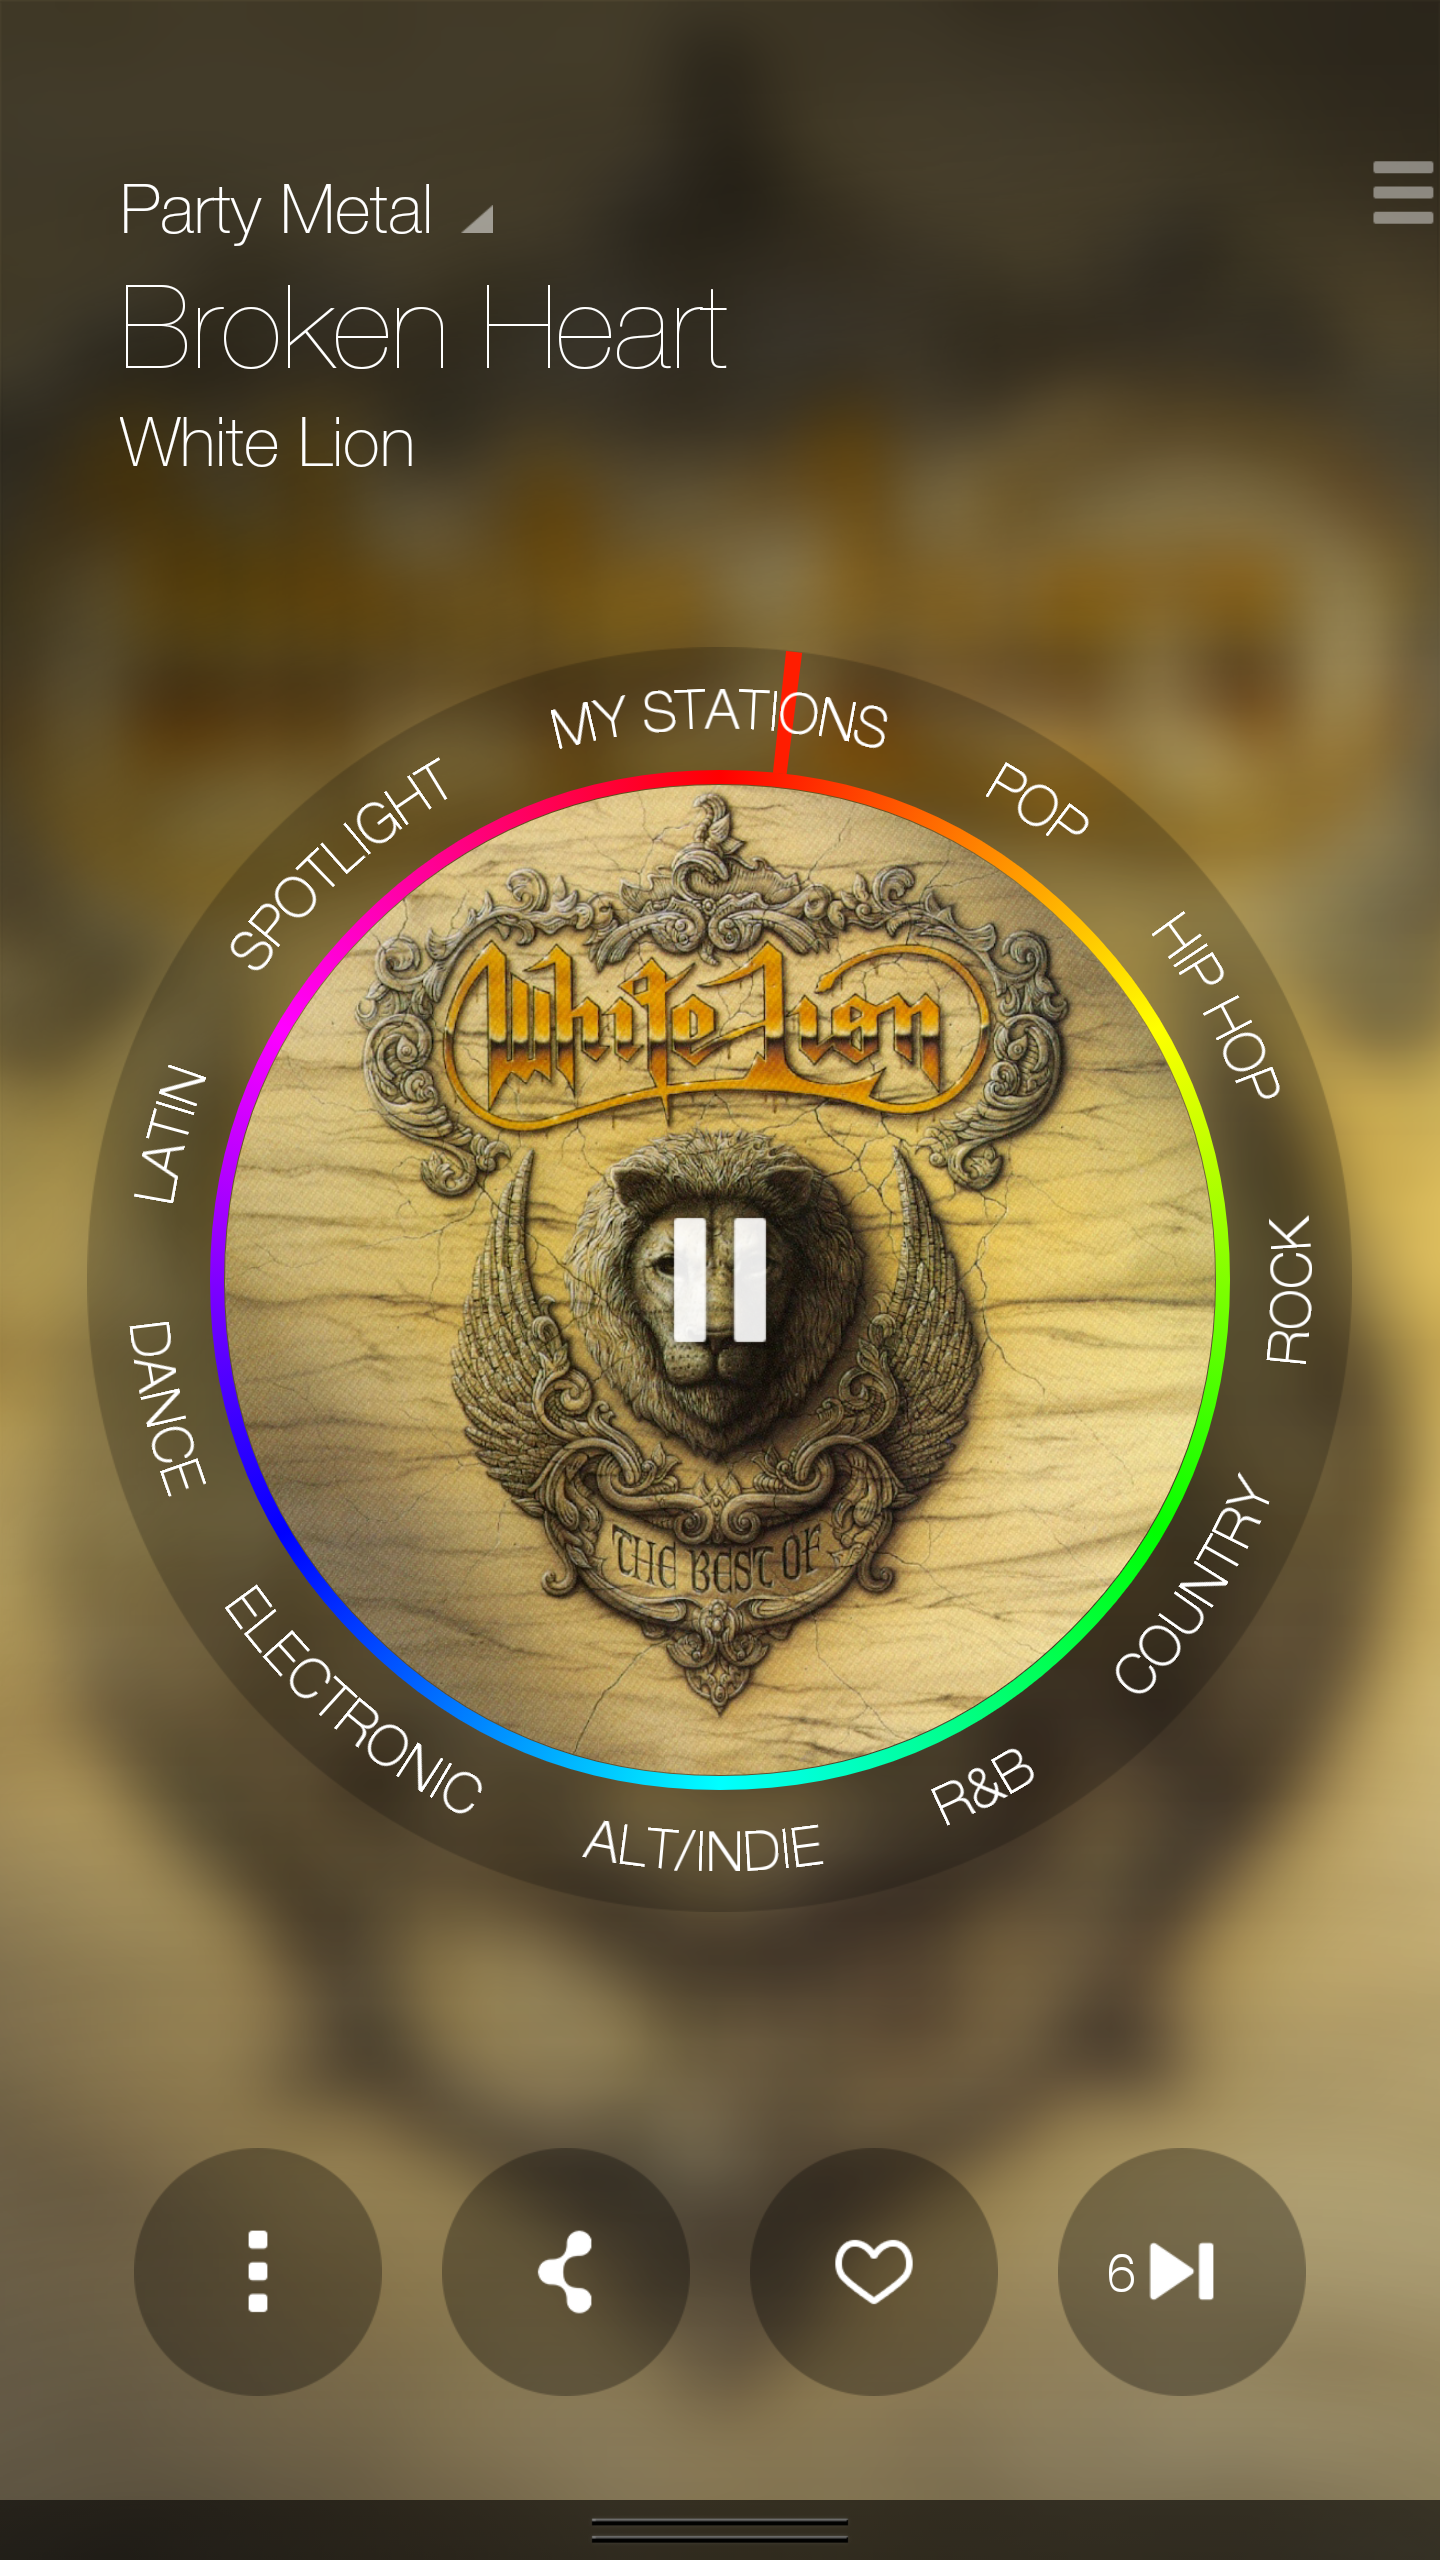 Party Metal
Broken Heart
White Lion
MY STATIONS
POP
HIP HOP
ROCK
COUNTRY
R&B
ALT/INDIE
ELECTRONIC
DANCE
LATIN
SPOTLIGHT
White Lion
THE BEST OF
6